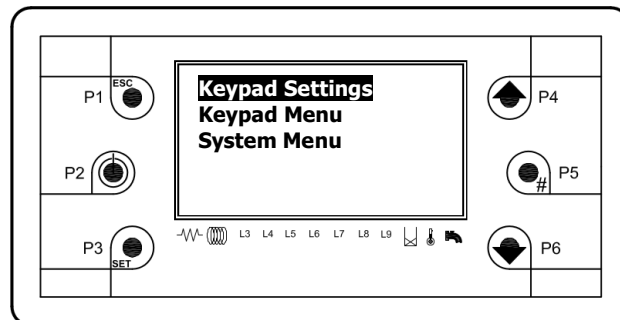 ESC
P1
P2
P3
SET
Keypad Settings
Keypad Menu
System Menu
L3 L4 L5 L6 L7 L8 L9
P4
#
P5
P6